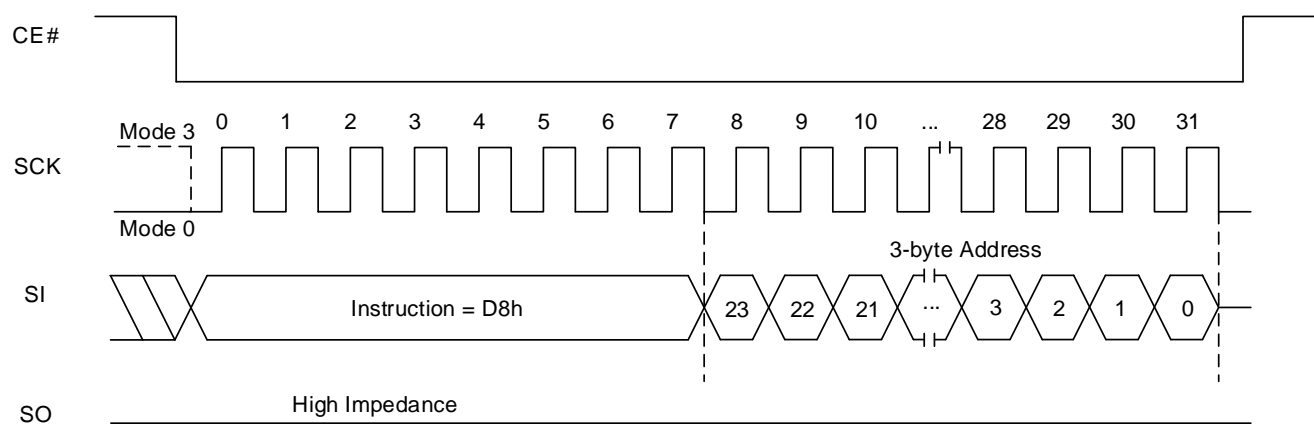 CE#
Mode 3 0 1 2 3 4 5 6 7 8 9 10 ... 28 29 30 31
SCK
Mode 0
3-byte Address
SI Instruction = D8h 23 22 21 ... 3 2 1 0
High Impedance
SO